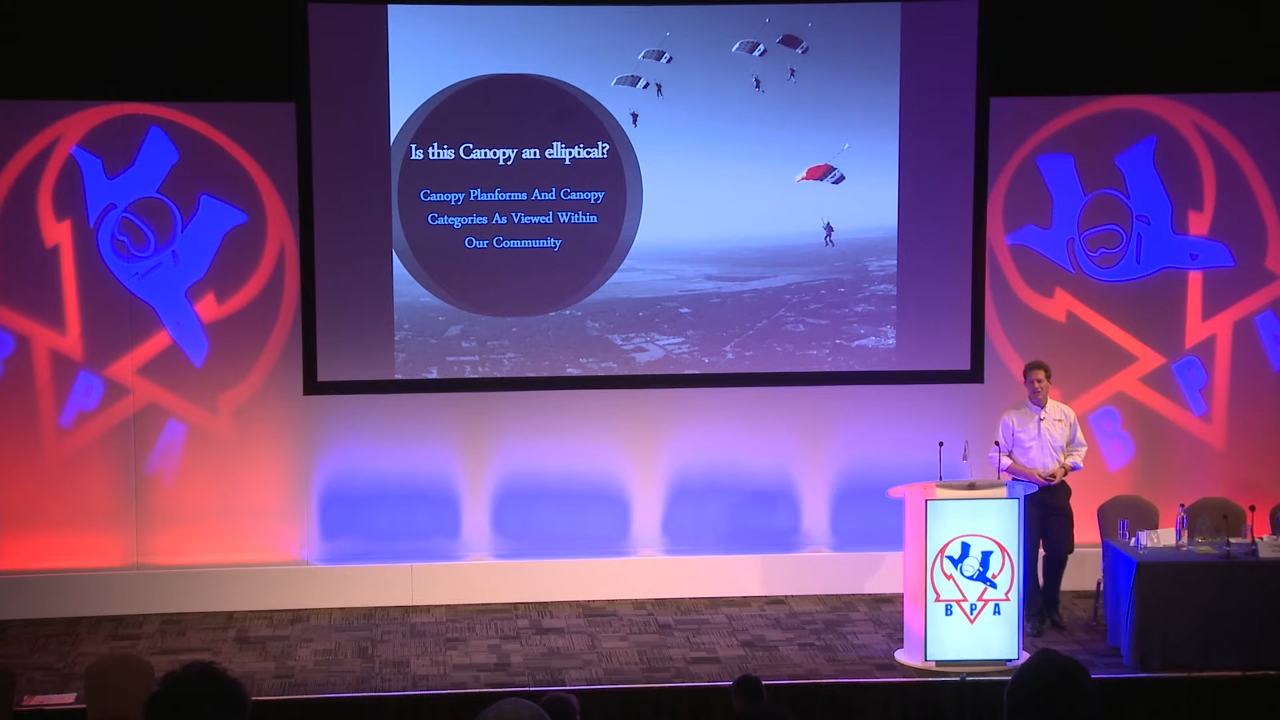 Is this Canopy an elliptical?
Canopy Planforms And Canopy
Categories As Viewed Within
Our Community
P
A
B
P
BPA